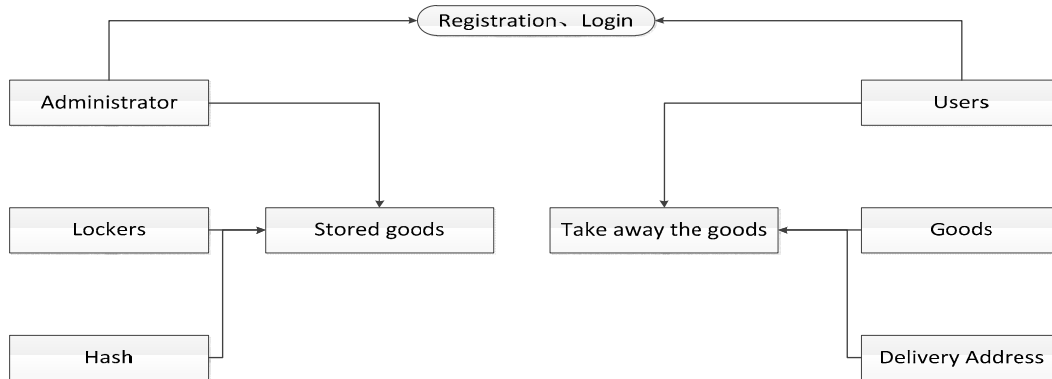 Registration、Login
Administrator
Users
Lockers
Stored goods
Take away the goods
Goods
Hash
Delivery Address